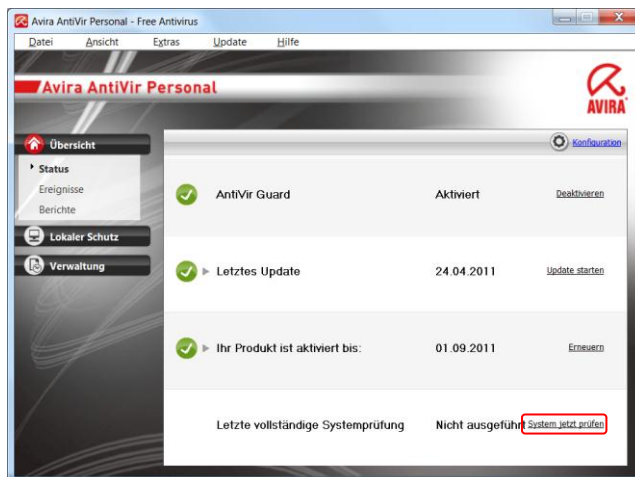 Avira AntiVir Personal - Free Antivirus
Datei Ansicht Extras Update Hilfe
Avira AntiVir Personal
AVIRA
Übersicht
Konfiguration
Status
Ereignisse
Berichte
Lokaler Schutz
Verwaltung
AntiVir Guard Aktiviert Deaktivieren
Letztes Update 24.04.2011 Update starten
Ihr Produkt ist aktiviert bis: 01.09.2011 Erneuern
Letzte vollständige Systemprüfung Nicht ausgeführt System jetzt prüfen